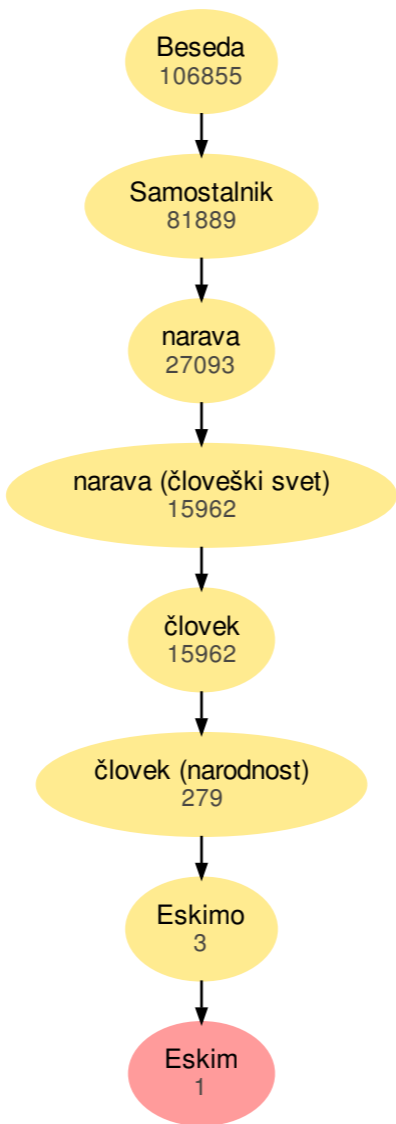 Beseda
106855
Samostalnik
81889
narava
27093
narava (človeški svet)
15962
človek
15962
človek (narodnost)
279
Eskimo
3
Eskim
1